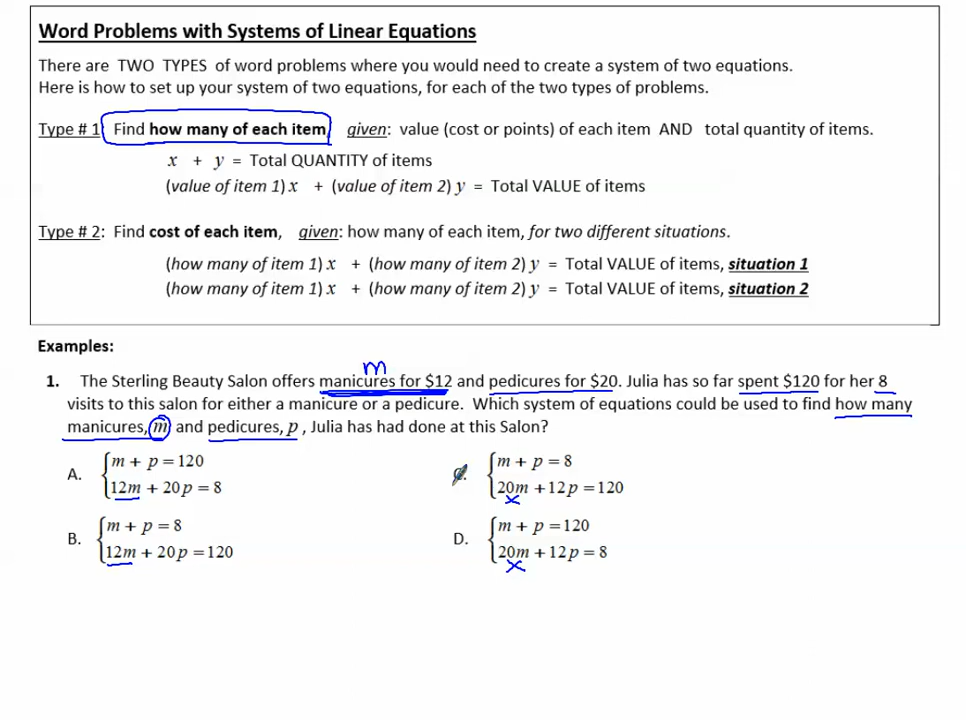 Word Problems with Systems of Linear Equations
There are TWO TYPES of word problems where you would need to create a system of two equations.
Here is how to set up your system of two equations, for each of the two types of problems.
Type # 1 Find how many of each item, given: value (cost or points) of each item AND total quantity of items.
x + y = Total QUANTITY of items
(value of item 1) x + (value of item 2) y = Total VALUE of items
Type # 2: Find cost of each item, given: how many of each item, for two different situations.
(how many of item 1) x + (how many of item 2) y = Total VALUE of items, situation 1
(how many of item 1) x + (how many of item 2) y = Total VALUE of items, situation 2
Examples:
m
1. The Sterling Beauty Salon offers manicures for $12 and pedicures for $20. Julia has so far spent $120 for her 8
visits to this salon for either a manicure or a pedicure. Which system of equations could be used to find how many
manicures, m and pedicures, p , Julia has had done at this Salon?
A. { m + p = 120
12m + 20p = 8
{ m + p = 8
20m + 12p = 120
x
B. { m + p = 8
12m + 20p = 120
D. { m + p = 120
20m + 12p = 8
x